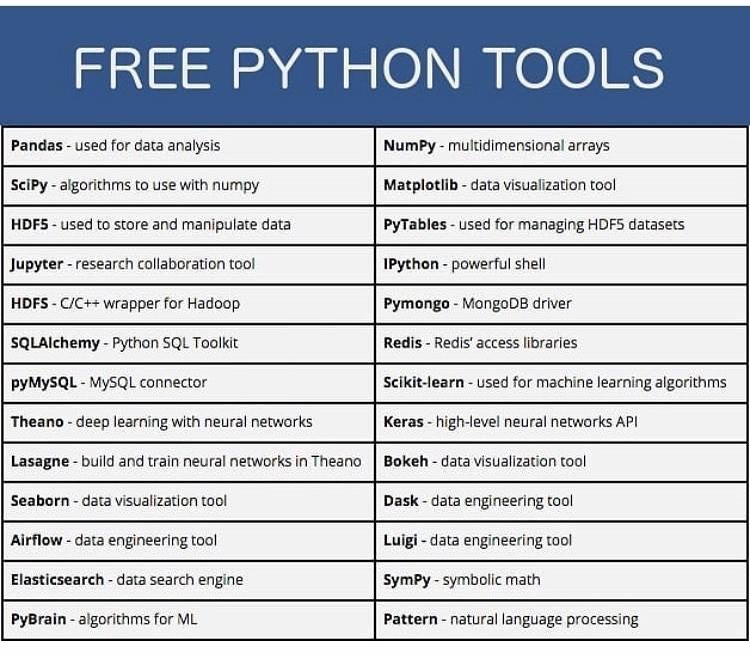 FREE PYTHON TOOLS
Pandas - used for data analysis
NumPy - multidimensional arrays
SciPy - algorithms to use with numpy
Matplotlib - data visualization tool
HDF5 - used to store and manipulate data
PyTables - used for managing HDF5 datasets
Jupyter - research collaboration tool
IPython - powerful shell
HDFS - C/C++ wrapper for Hadoop
Pymongo - MongoDB driver
SQLAlchemy - Python SQL Toolkit
Redis - Redis' access libraries
pyMySQL - MySQL connector
Scikit-learn - used for machine learning algorithms
Theano - deep learning with neural networks
Keras - high-level neural networks API
Lasagne - build and train neural networks in Theano
Bokeh - data visualization tool
Seaborn - data visualization tool
Dask - data engineering tool
Airflow - data engineering tool
Luigi - data engineering tool
Elasticsearch - data search engine
SymPy - symbolic math
PyBrain - algorithms for ML
Pattern - natural language processing